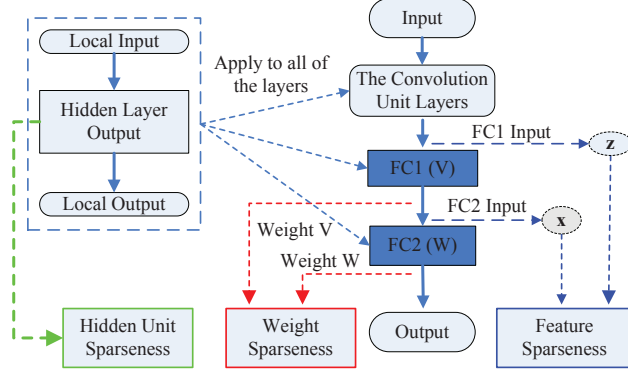 Local Input
Hidden Layer
Output
Local Output
Apply to all of
the layers
Input
The Convolution
Unit Layers
FC1 Input
z
FC1 (V)
FC2 Input
x
Weight V
FC2 (W)
Weight W
Hidden Unit
Sparseness
Weight
Sparseness
Output
Feature
Sparseness